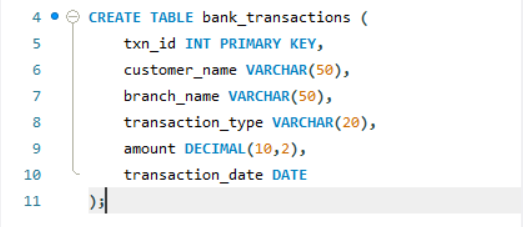 4 CREATE TABLE bank_transactions (
5 txn_id INT PRIMARY KEY,
6 customer_name VARCHAR(50),
7 branch_name VARCHAR(50),
8 transaction_type VARCHAR(20),
9 amount DECIMAL(10,2),
10 transaction_date DATE
11 );